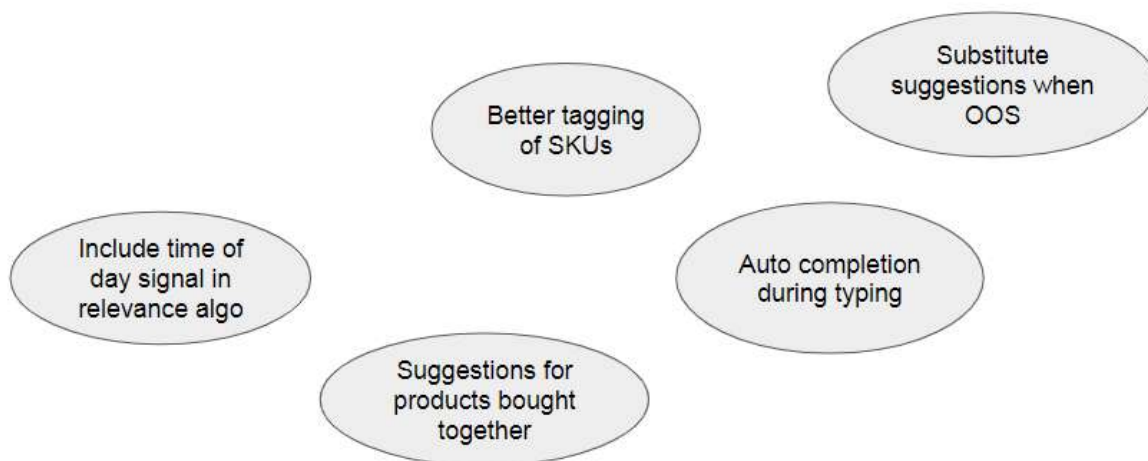 Substitute
suggestions when
OOS
Better tagging
of SKUs
Include time of
day signal in
relevance algo
Auto completion
during typing
Suggestions for
products bought
together